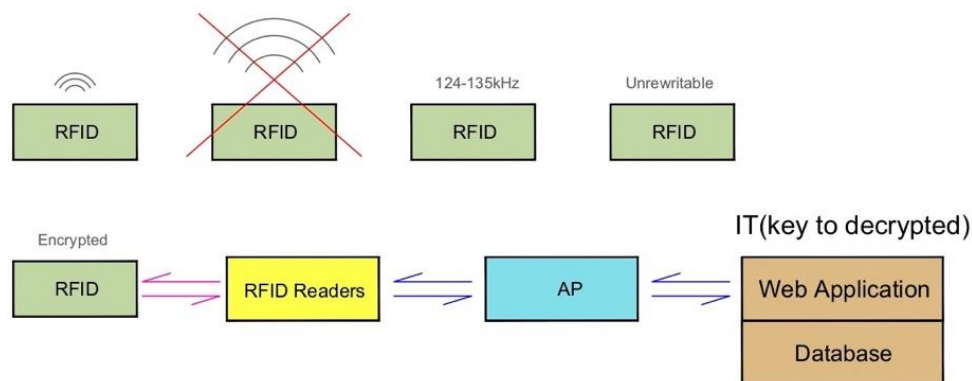 124-135kHz
Unrewritable
RFID
RFID
RFID
RFID
IT(key to decrypted)
Encrypted
RFID
RFID Readers
AP
Web Application
Database